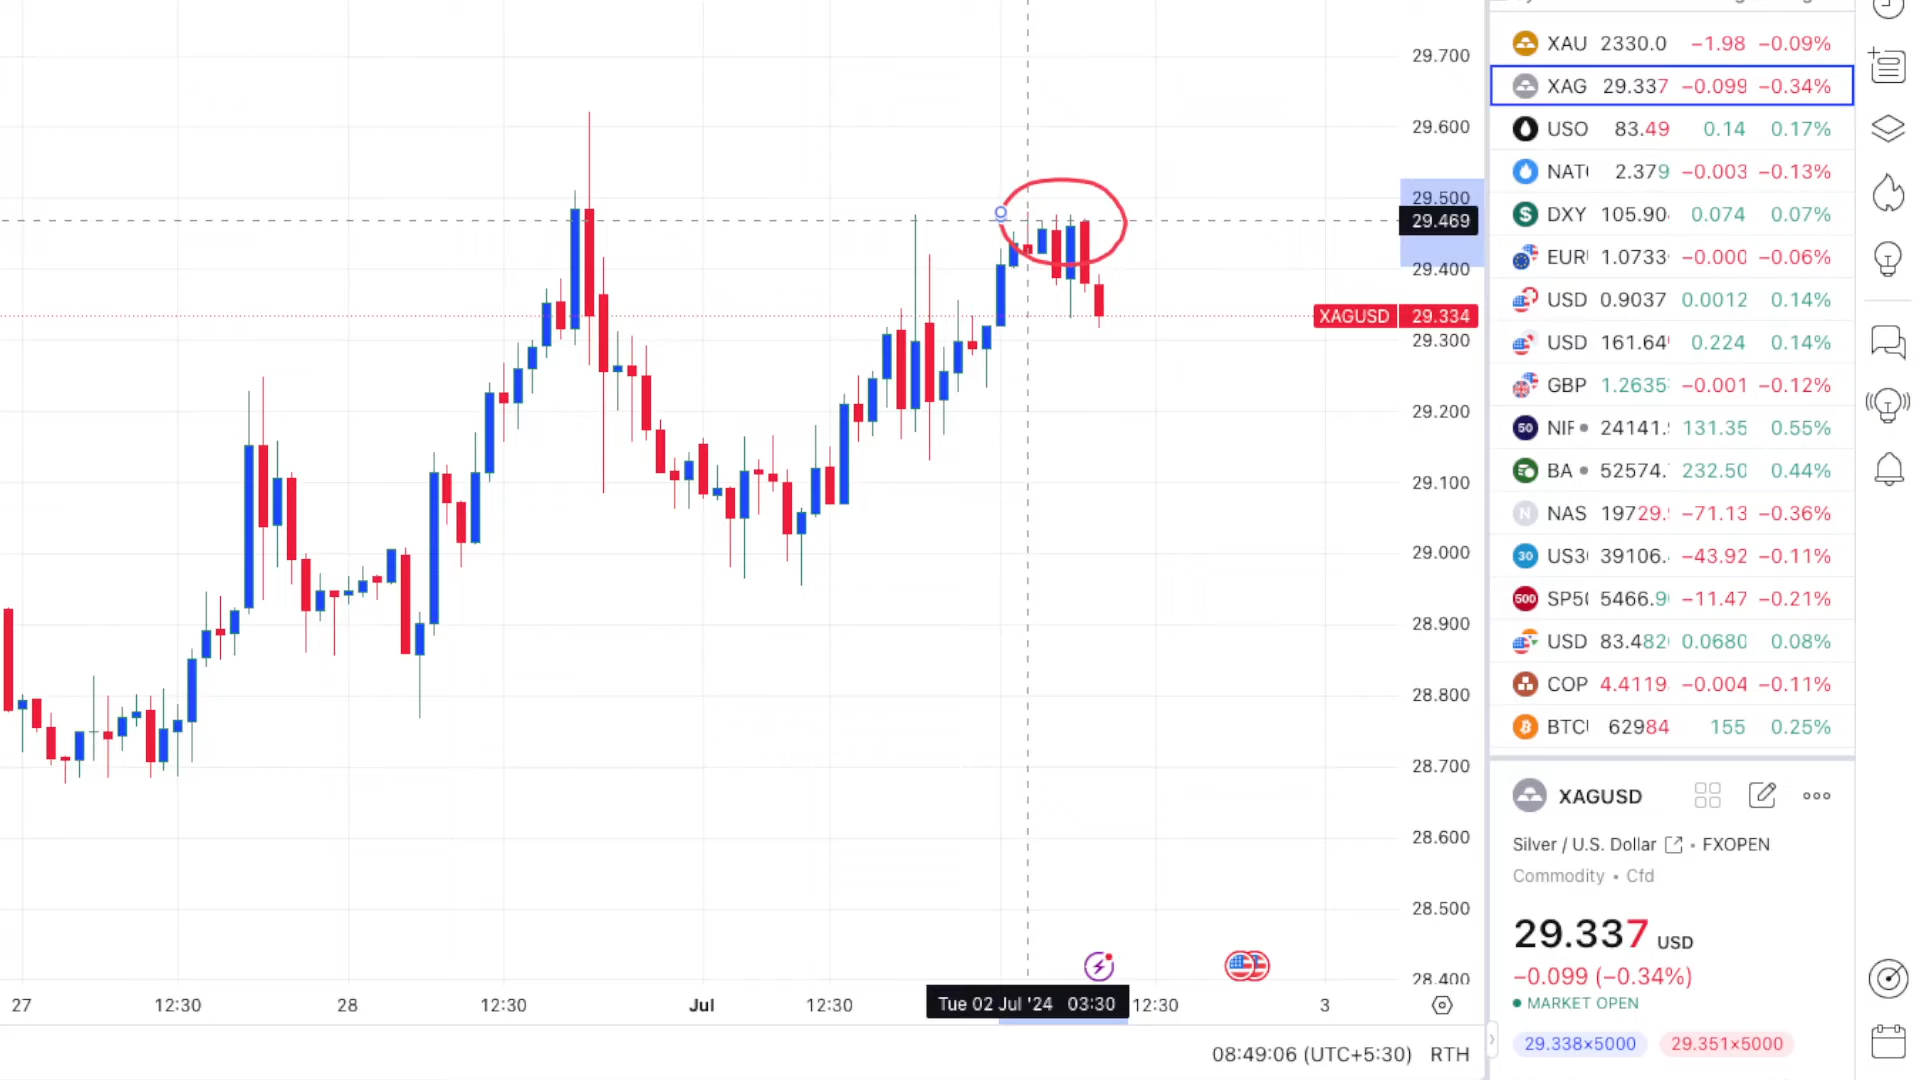 29.700
29.600
29.500
29.469
29.400
XAGUSD 29.334
29.300
29.200
29.100
29.000
28.900
28.800
28.700
28.600
28.500
28.400
27 12:30 28 12:30 Jul 12:30 Tue 02 Jul '24 03:30 12:30 3
08:49:06 (UTC+5:30) RTH
XAU 2330.0 −1.98 −0.09%
XAG 29.337 −0.099 −0.34%
USO 83.49 0.14 0.17%
NAT 2.379 −0.003 −0.13%
DXY 105.90 0.074 0.07%
EUR 1.0733 −0.000 −0.06%
USD 0.9037 0.0012 0.14%
USD 161.64 0.224 0.14%
GBP 1.2635 −0.001 −0.12%
50 NIF 24141. 131.35 0.55%
BA 52574. 232.50 0.44%
N NAS 19729. −71.13 −0.36%
30 US3 39106. −43.92 −0.11%
500 SP5 5466.9 −11.47 −0.21%
USD 83.482 0.0680 0.08%
COP 4.4119 −0.004 −0.11%
BTC 62984 155 0.25%
XAGUSD
Silver / U.S. Dollar • FXOPEN
Commodity • Cfd
29.337 USD
−0.099 (−0.34%)
MARKET OPEN
29.338×5000 29.351×5000